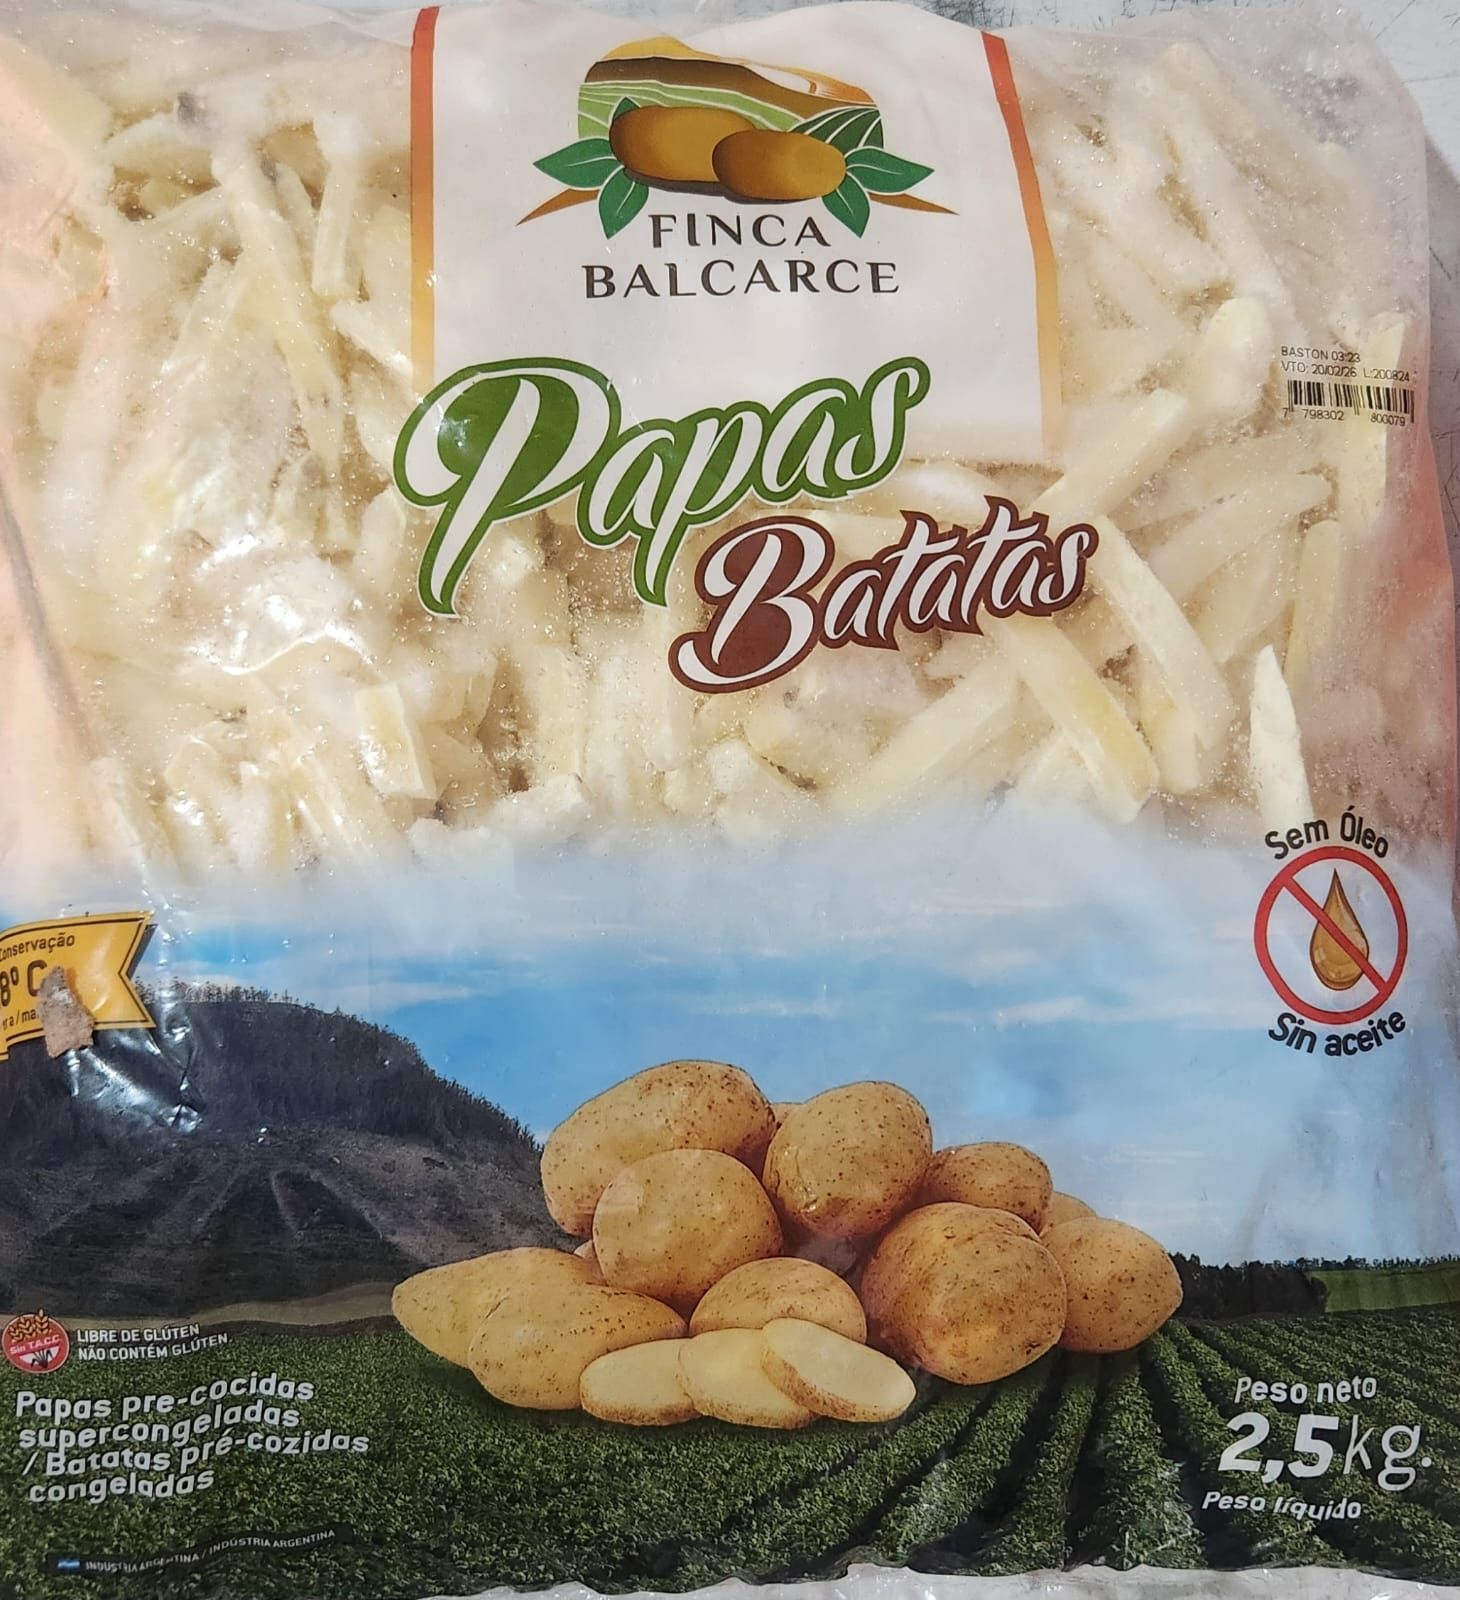 FINCA
BALCARCE
Papas
Batatas
BASTON 03:23
VTO: 20/02/26 L:200824
7 798302 800079
Sem Óleo
Sin aceite
Conservação
8º C
LIBRE DE GLÚTEN
NÃO CONTÉM GLÚTEN
Sin T.A.C.C.
Papas pre-cocidas
supercongeladas
/ Batatas pré-cozidas
congeladas
INDUSTRIA ARGENTINA / INDÚSTRIA ARGENTINA
Peso neto
2,5kg.
Peso líquido